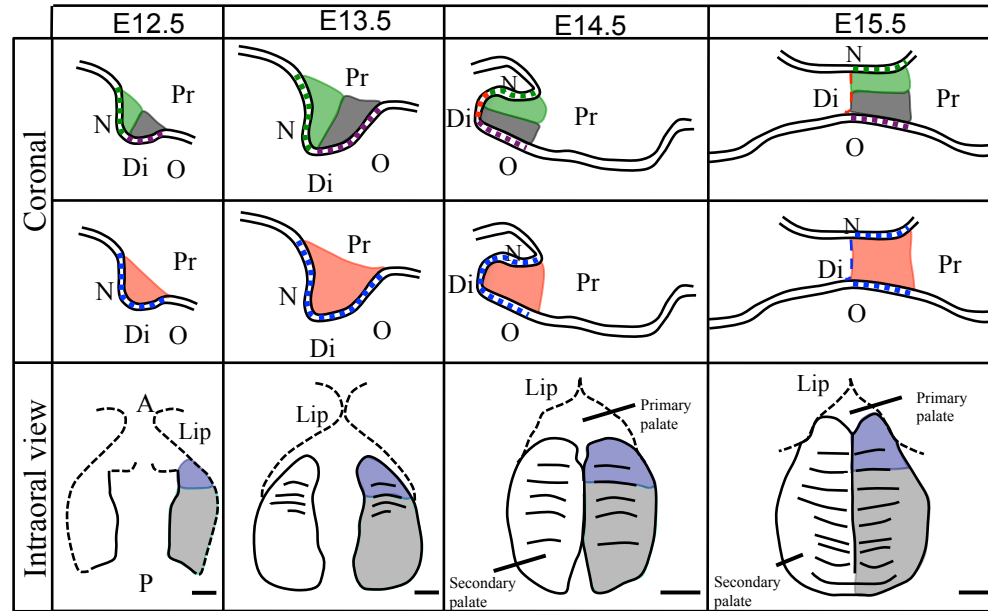 E12.5 E13.5 E14.5 E15.5
Coronal
N Pr Di O
N Pr Di O
N Di Pr O
N Di Pr O
N Pr Di O
N Pr Di O
N Di Pr O
N Di Pr O
Intraoral view
A Lip P
Lip
Lip
Primary
palate
Secondary
palate
Lip
Primary
palate
Secondary
palate